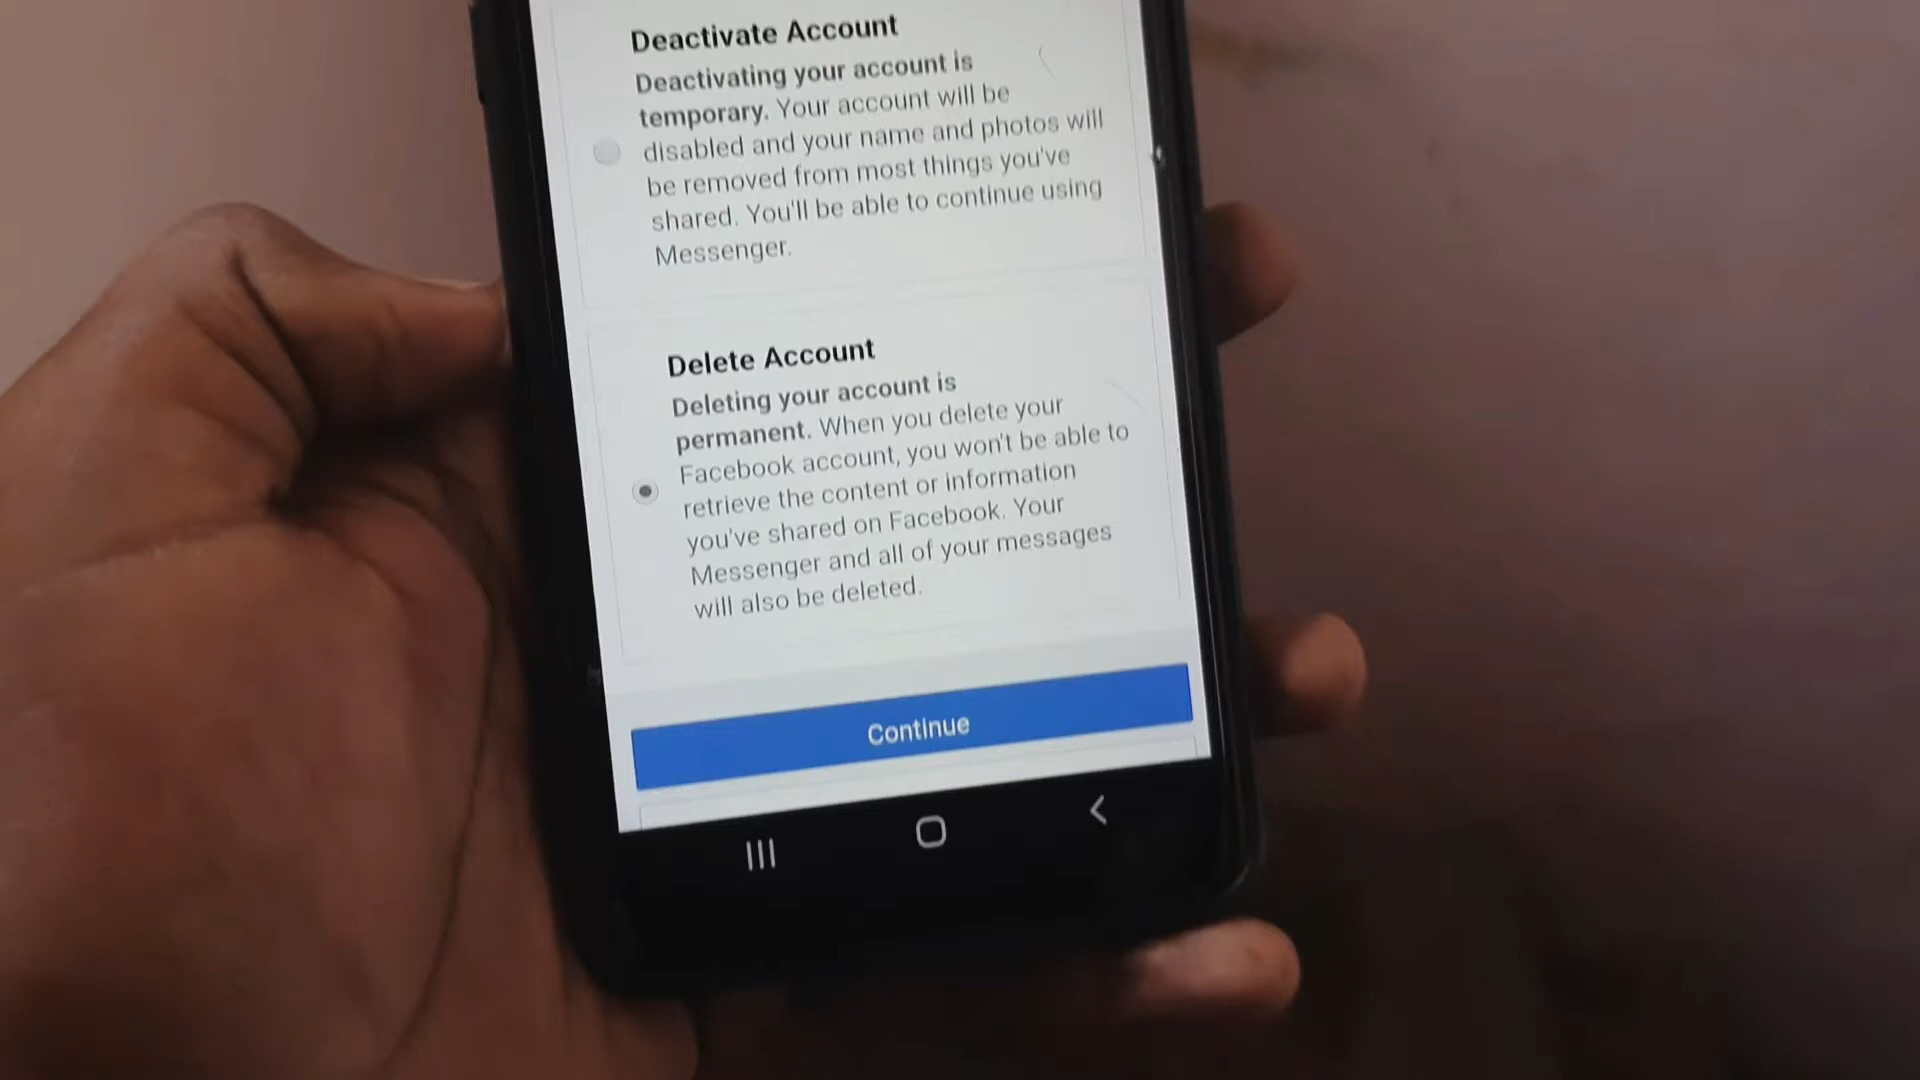 Deactivate Account
Deactivating your account is
temporary. Your account will be
disabled and your name and photos will
be removed from most things you've
shared. You'll be able to continue using
Messenger.
Delete Account
Deleting your account is
permanent. When you delete your
Facebook account, you won't be able to
retrieve the content or information
you've shared on Facebook. Your
Messenger and all of your messages
will also be deleted.
Continue